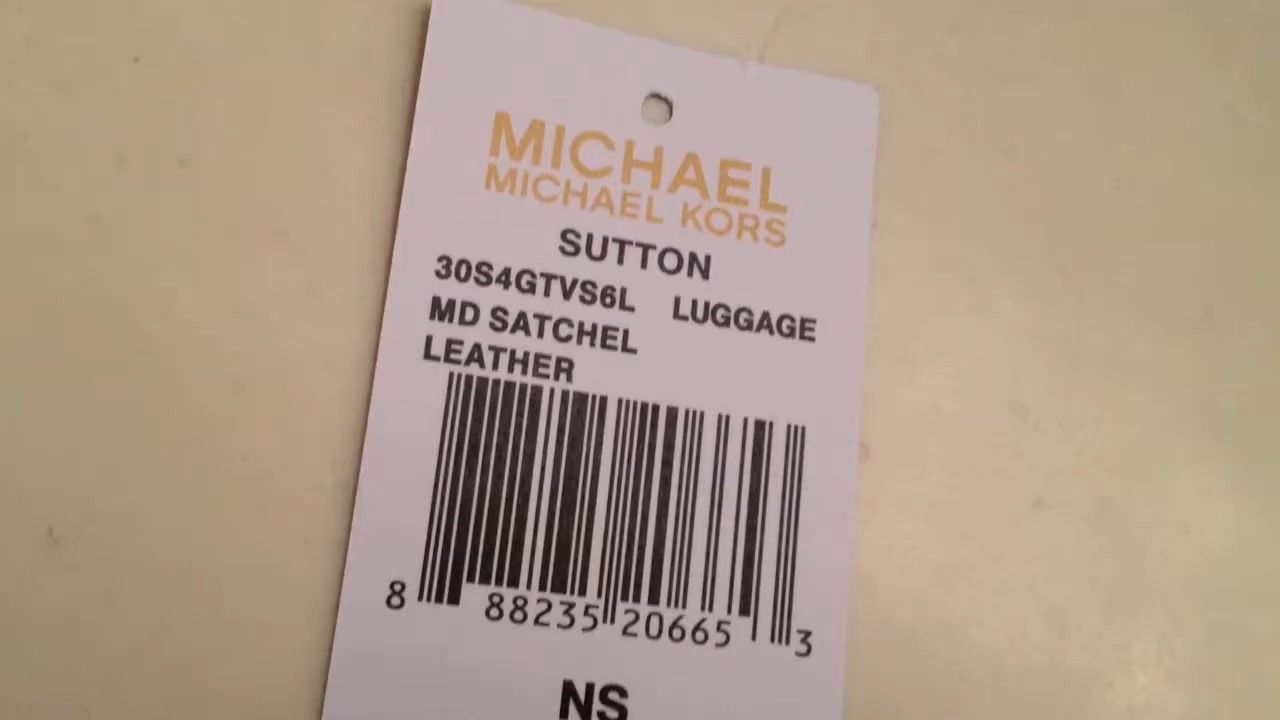 MICHAEL
MICHAEL KORS
SUTTON
30S4GTVS6L LUGGAGE
MD SATCHEL
LEATHER
8 88235 20665 3
NS